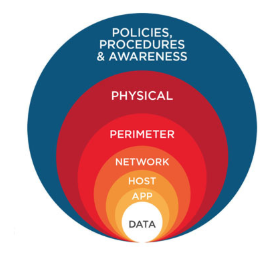 POLICIES,
PROCEDURES
& AWARENESS
PHYSICAL
PERIMETER
NETWORK
HOST
APP
DATA